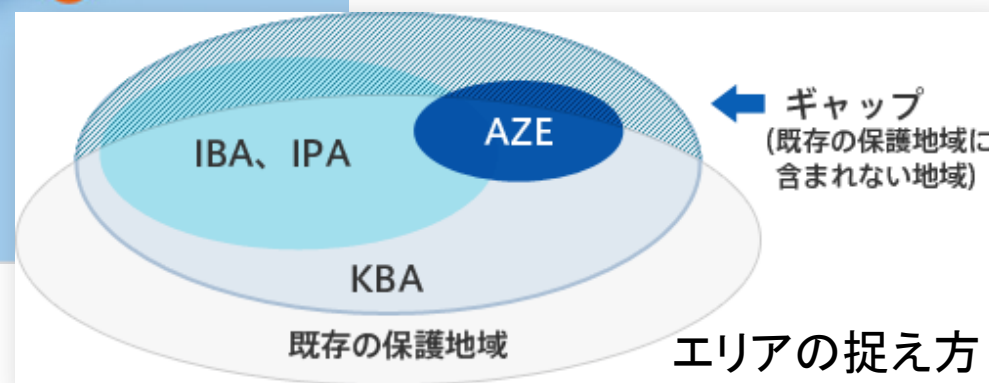 ギャップ
(既存の保護地域に
含まれない地域)
AZE
IBA、IPA
KBA
既存の保護地域
エリアの捉え方